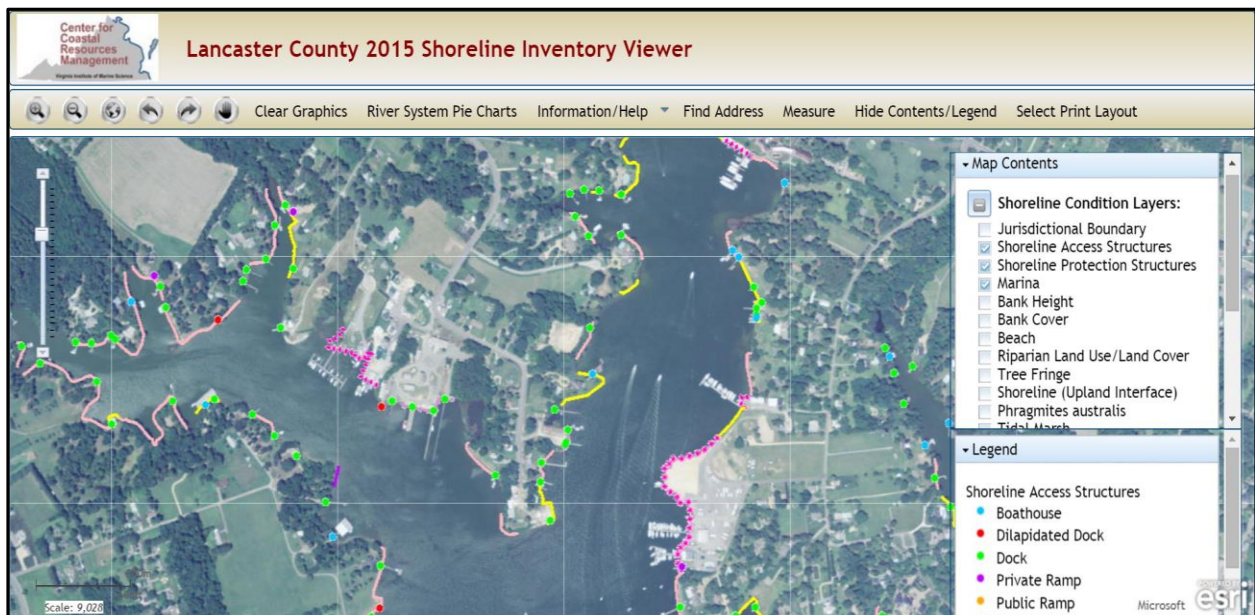 Center for
Coastal
Resources
Management
Virginia Institute of Marine Science
Lancaster County 2015 Shoreline Inventory Viewer
Clear Graphics River System Pie Charts Information/Help Find Address Measure Hide Contents/Legend Select Print Layout
Map Contents
Shoreline Condition Layers:
Jurisdictional Boundary
Shoreline Access Structures
Shoreline Protection Structures
Marina
Bank Height
Bank Cover
Beach
Riparian Land Use/Land Cover
Tree Fringe
Shoreline (Upland Interface)
Phragmites australis
Tidal Marsh
Legend
Shoreline Access Structures
Boathouse
Dilapidated Dock
Dock
Private Ramp
Public Ramp
Scale: 9,028
Microsoft
POWERED BY
esri